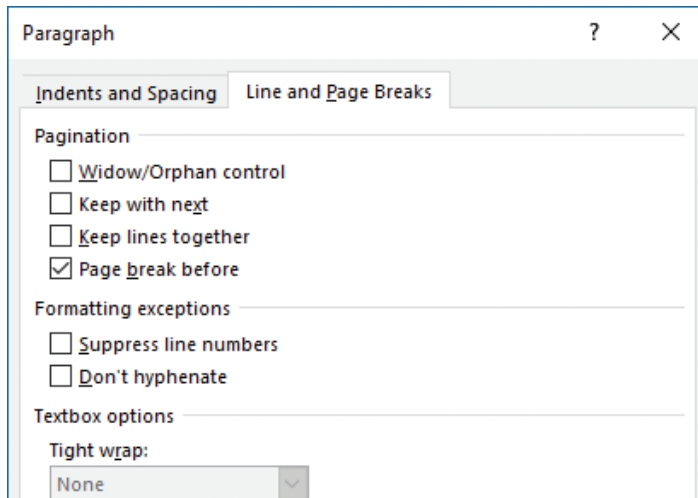 Paragraph ?
Indents and Spacing Line and Page Breaks
Pagination
Widow/Orphan control
Keep with next
Keep lines together
Page break before
Formatting exceptions
Suppress line numbers
Don't hyphenate
Textbox options
Tight wrap:
None